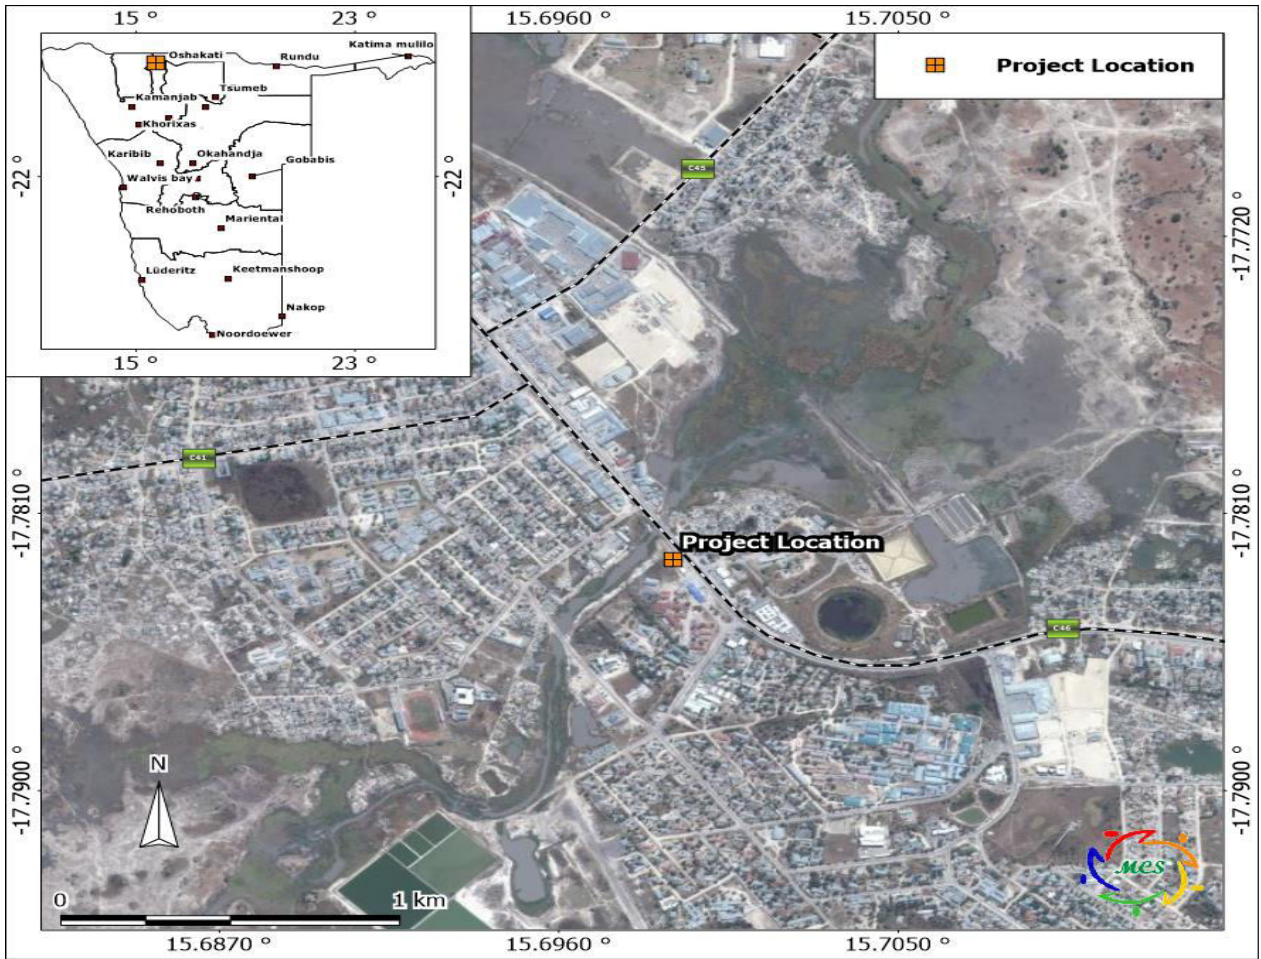 15 °
23 °
15.6960 °
15.7050 °
Katima mulilo
Oshakati
Rundu
Project Location
Tsumeb
Kamanjab
Khorixas
C45
Karibib
Okahandja
Gobabis
-22 °
-22 °
Walvis bay
Rehoboth
Mariental
-17.7720 °
Lüderitz
Keetmanshoop
Nakop
Noordoewer
15 °
23 °
C41
-17.7810 °
-17.7810 °
Project Location
C46
N
-17.7900 °
-17.7900 °
MCS
0
1 km
15.6870 °
15.6960 °
15.7050 °